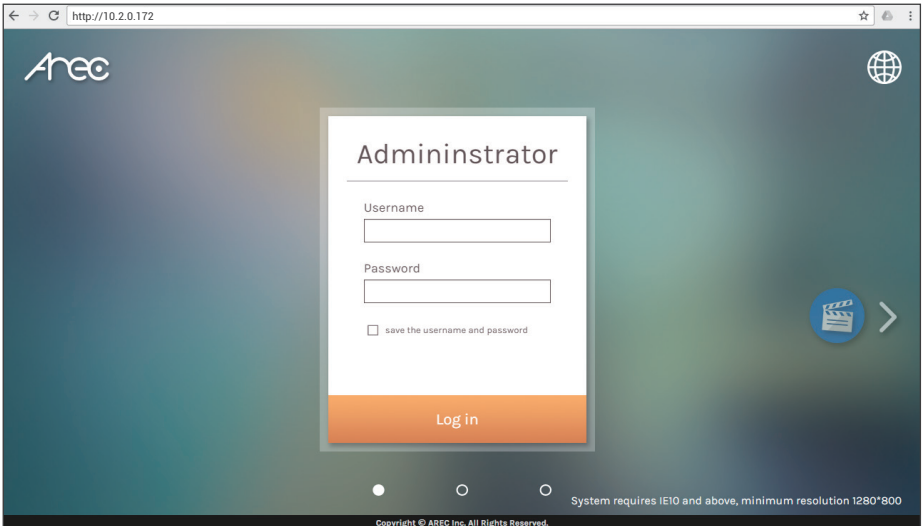 http://10.2.0.172
Arec
Admininstrator
Username
Password
save the username and password
Log in
System requires IE10 and above, minimum resolution 1280*800
Copyright © AREC Inc. All Rights Reserved.